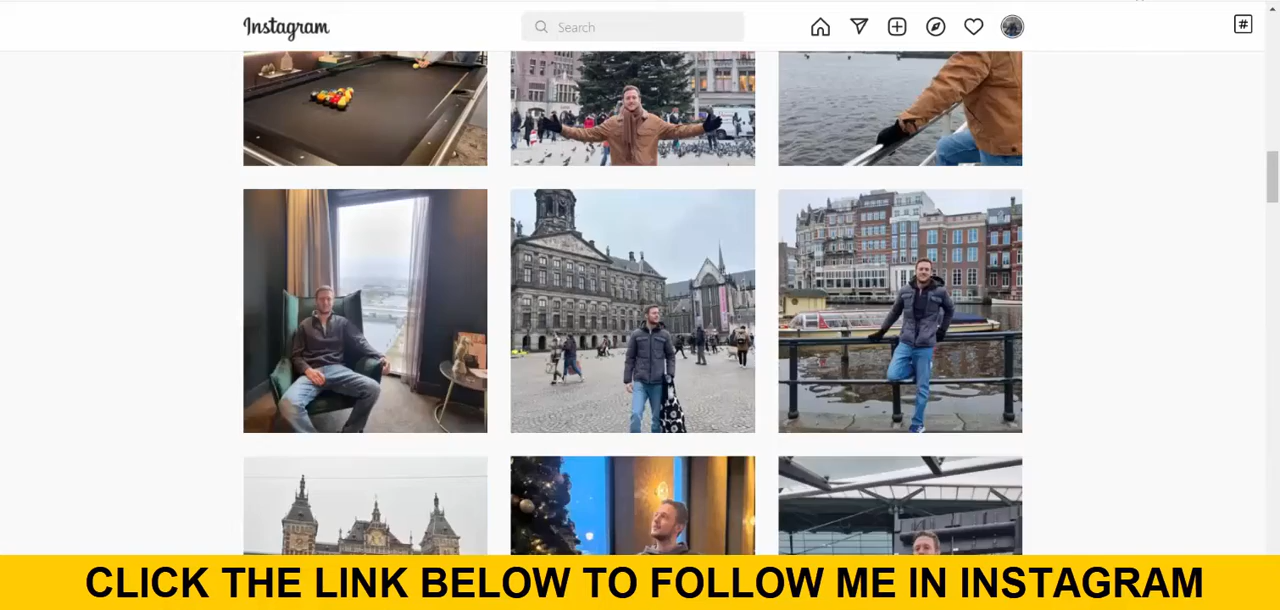 Instagram
Search
#
CLICK THE LINK BELOW TO FOLLOW ME IN INSTAGRAM